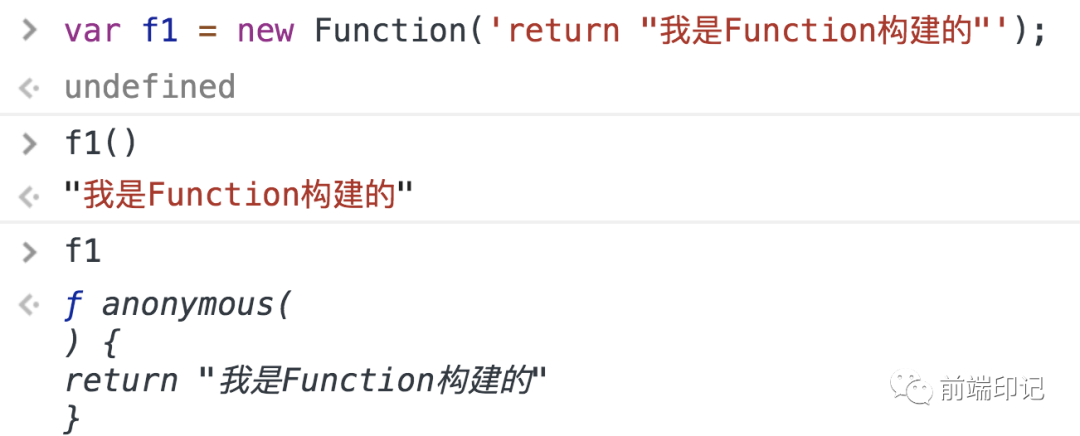 > var f1 = new Function('return "我是Function构建的"');
undefined
> f1()
"我是Function构建的"
> f1
ƒ anonymous(
) {
return "我是Function构建的"
}
前端印记